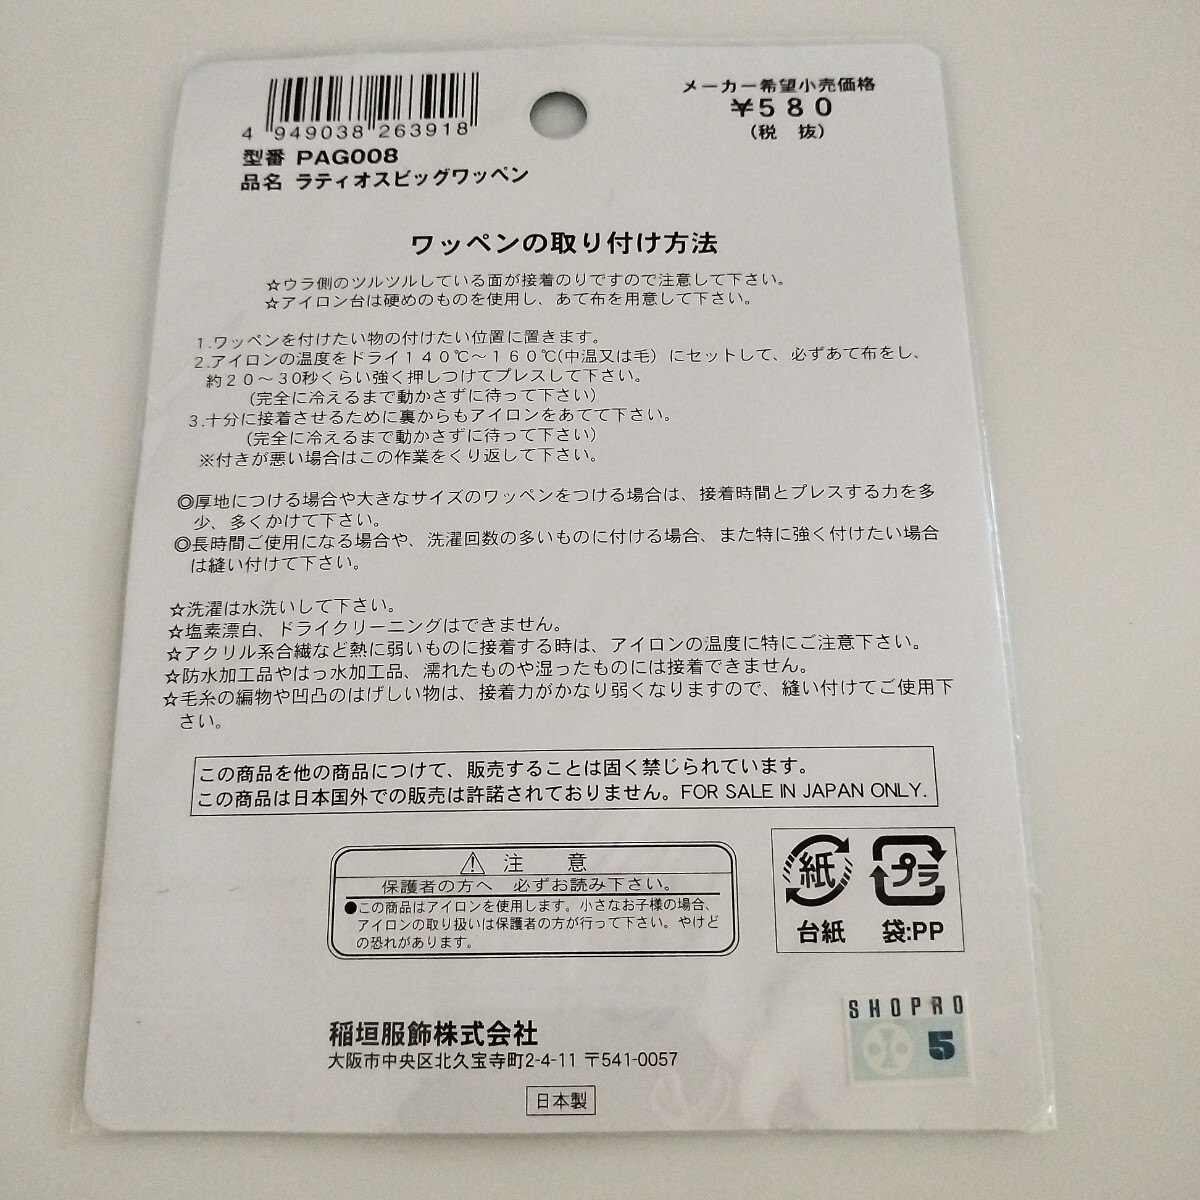 4 949038 263918
メーカー希望小売価格
¥580
(税 抜)
型番 PAG008
品名 ラティオスビッグワッペン
ワッペンの取り付け方法
☆ウラ側のツルツルしている面が接着のりですので注意して下さい。
☆アイロン台は硬めのものを使用し、あて布を用意して下さい。
1.ワッペンを付けたい物の付けたい位置に置きます。
2.アイロンの温度をドライ140℃～160℃(中温又は毛)にセットして、必ずあて布をし、
約20～30秒くらい強く押しつけてプレスして下さい。
(完全に冷えるまで動かさずに待って下さい)
3.十分に接着させるために裏からもアイロンをあてて下さい。
(完全に冷えるまで動かさずに待って下さい)
※付きが悪い場合はこの作業をくり返して下さい。
◎厚地につける場合や大きなサイズのワッペンをつける場合は、接着時間とプレスする力を多
少、多くかけて下さい。
◎長時間ご使用になる場合や、洗濯回数の多いものに付ける場合、また特に強く付けたい場合
は縫い付けて下さい。
☆洗濯は水洗いして下さい。
☆塩素漂白、ドライクリーニングはできません。
☆アクリル系合繊など熱に弱いものに接着する時は、アイロンの温度に特にご注意下さい。
☆防水加工品やはっ水加工品、濡れたものや湿ったものには接着できません。
☆毛糸の編物や凹凸のはげしい物は、接着力がかなり弱くなりますので、縫い付けてご使用下
さい。
この商品を他の商品につけて、販売することは固く禁じられています。
この商品は日本国外での販売は許諾されておりません。FOR SALE IN JAPAN ONLY.
注 意
保護者の方へ 必ずお読み下さい。
●この商品はアイロンを使用します。小さなお子様の場合、
アイロンの取り扱いは保護者の方が行って下さい。やけど
の恐れがあります。
紙 プラ
台紙 袋:PP
SHOPRO
5
稲垣服飾株式会社
大阪市中央区北久宝寺町2-4-11 〒541-0057
日本製